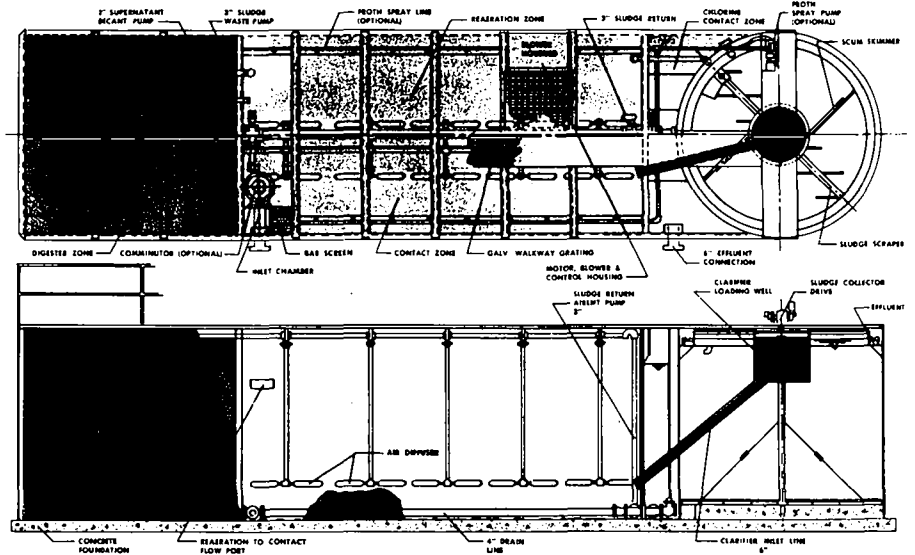 2" SUPERNATANT
DECANT PUMP
3" SLUDGE
WASTE PUMP
FROTH SPRAY LINE
(OPTIONAL)
REAERATION ZONE
3" SLUDGE RETURN
CHLORINE
CONTACT ZONE
FROTH
SPRAY PUMP
(OPTIONAL)
SCUM SKIMMER
BLOWER
HOUSING
DIGESTER ZONE
COMMINUTOR (OPTIONAL)
INLET CHAMBER
BAR SCREEN
CONTACT ZONE
GALV WALKWAY GRATING
MOTOR, BLOWER &
CONTROL HOUSING
6" EFFLUENT
CONNECTION
SLUDGE SCRAPER
SLUDGE RETURN
AIRLIFT PUMP
3"
CLARIFIER
LOADING WELL
SLUDGE COLLECTOR
DRIVE
EFFLUENT
AIR DIFFUSER
CONCRETE
FOUNDATION
REAERATION TO CONTACT
FLOW PORT
4" DRAIN
LINE
CLARIFIER INLET LINE
6"